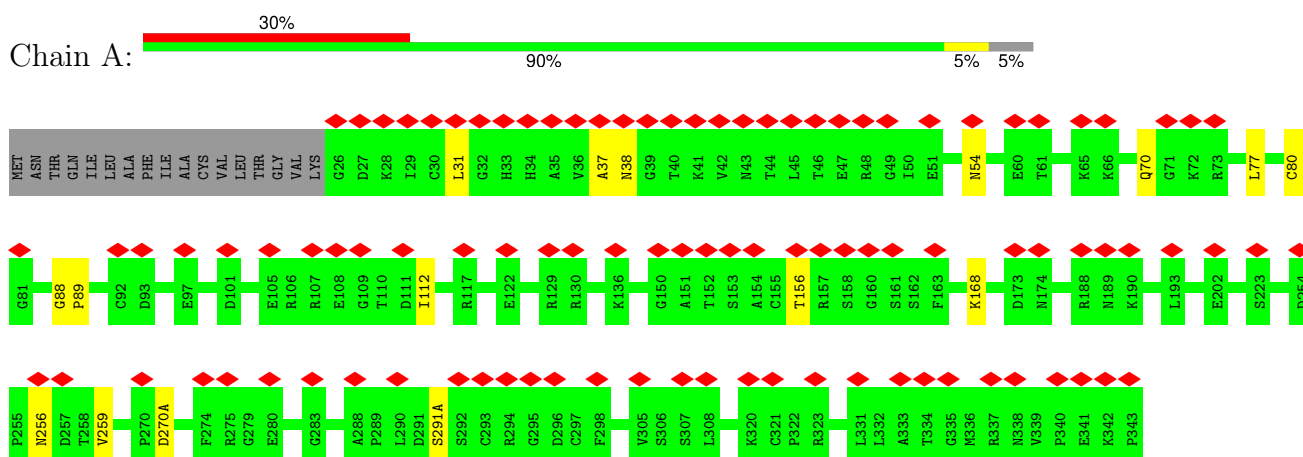 30%
Chain A:
90% 5% 5%
MET ASN THR GLN ILE LEU ALA PHE ILE ALA CYS VAL LEU THR GLY VAL LYS G26 D27 K28 I29 C30 L31 G32 H33 H34 A35 V36 A37 N38 G39 T40 K41 V42 N43 T44 L45 T46 E47 R48 G49 I50 E51 N54 E60 T61 K65 K66 Q70 G71 K72 R73 L77 C80
G81 G88 P89 C92 D93 E97 D101 E105 R106 R107 E108 G109 T110 D111 I112 R117 E122 R129 R130 K136 G150 A151 T152 S153 A154 C155 T156 R157 S158 G160 S161 S162 F163 K168 D173 N174 R188 N189 K190 L193 E202 S223
P255 N256 D257 T258 V259 P270 D270A F274 R275 G279 E280 G283 A288 P289 L290 D291 S291A S292 C293 R294 G295 D296 C297 F298 V305 S306 S307 L308 K320 C321 P322 R323 L331 L332 A333 T334 G335 M336 R337 N338 V339 P340 E341 K342 P343